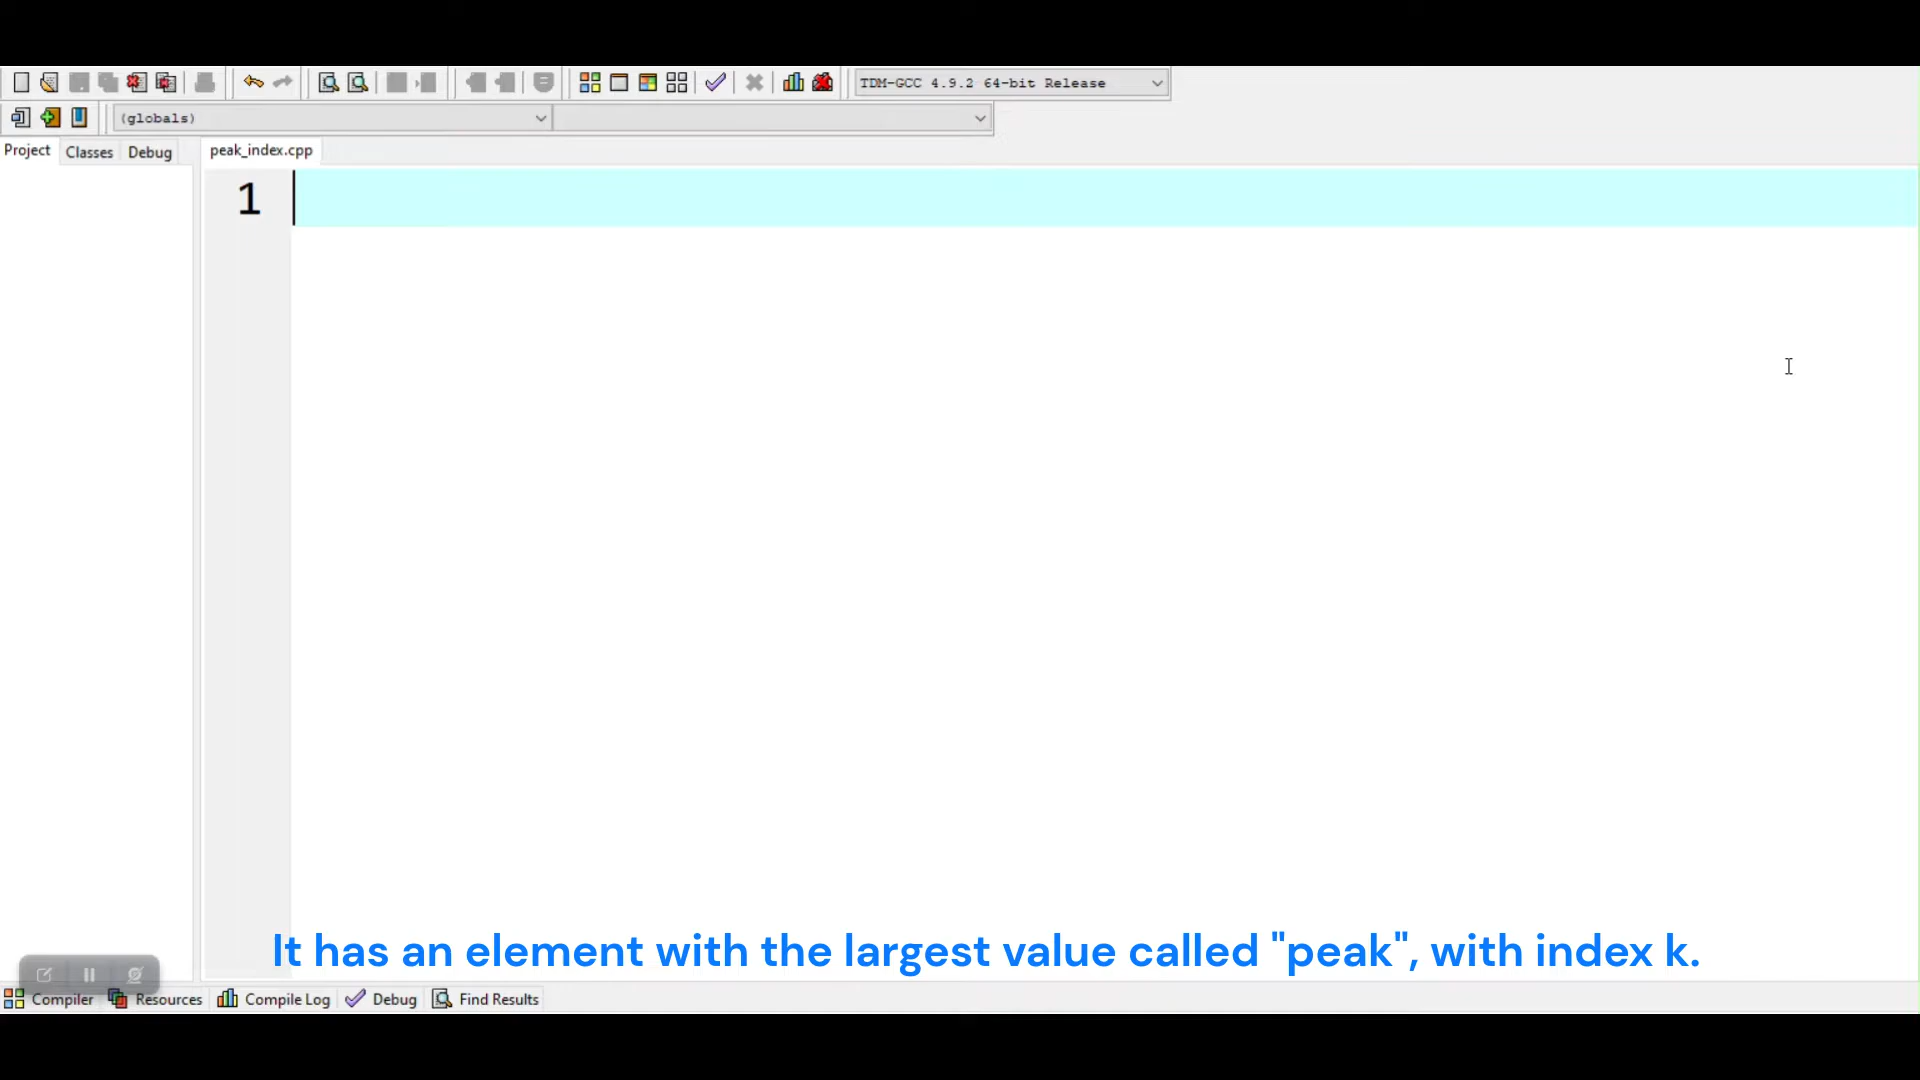 TDM-GCC 4.9.2 64-bit Release
(globals)
Project Classes Debug peak_index.cpp
1
It has an element with the largest value called "peak", with index k.
Compiler Resources Compile Log Debug Find Results